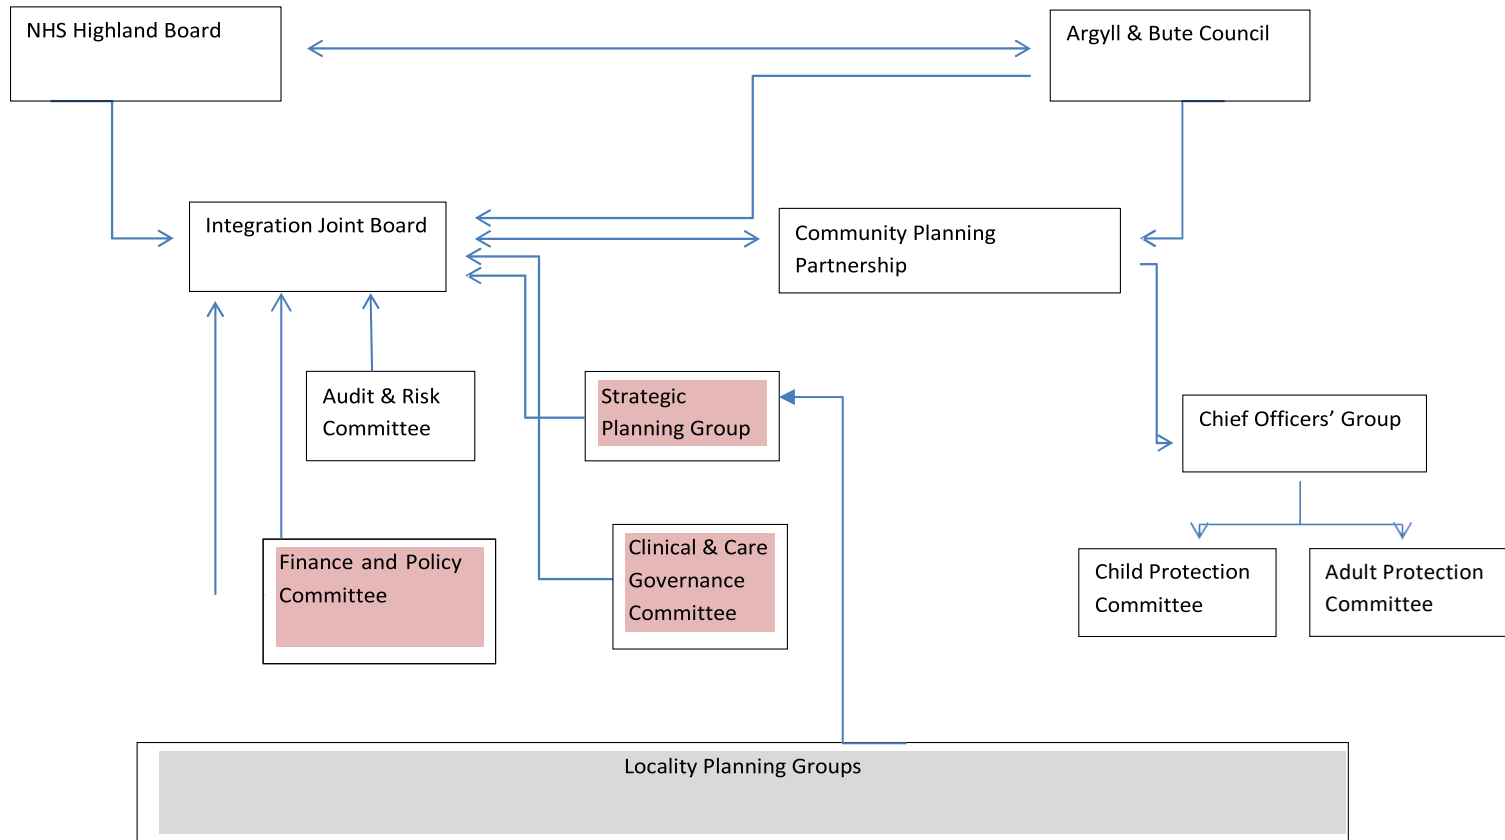 NHS Highland Board
Argyll & Bute Council
Integration Joint Board
Community Planning
Partnership
Audit & Risk
Committee
Strategic
Planning Group
Chief Officers’ Group
Finance and Policy
Committee
Clinical & Care
Governance
Committee
Child Protection
Committee
Adult Protection
Committee
Locality Planning Groups